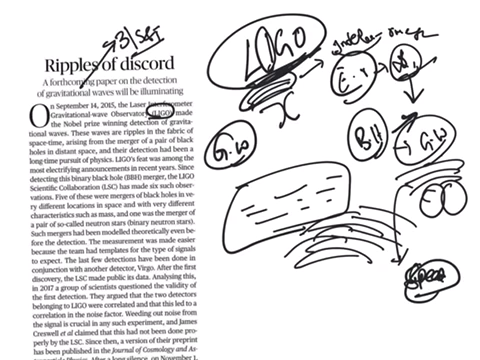 →3/S&T
Ripples of discord
A forthcoming paper on the detection
of gravitational waves will be illuminating
On September 14, 2015, the Laser Interferometer
Gravitational-wave Observatory (LIGO) made
the Nobel prize winning detection of gravita-
tional waves. These waves are ripples in the fabric of
space-time, arising from the merger of a pair of black
holes in distant space, and their detection had been a
long-time pursuit of physics. LIGO's feat was among the
most electrifying announcements in recent years. Since
detecting this binary black hole (BBH) merger, the LIGO
Scientific Collaboration (LSC) has made six such obser-
vations. Five of these were mergers of black holes in ve-
ry different locations in space and with very different
characteristics such as mass, and one was the merger of
a pair of so-called neutron stars (binary neutron stars).
Such mergers had been modelled theoretically even be-
fore the detection. The measurement was made easier
because the team had templates for the type of signals
to expect. The last few detections have been done in
conjunction with another detector, Virgo. After the first
discovery, the LSC made public its data. Analysing this,
in 2017 a group of scientists questioned the validity of
the first detection. They argued that the two detectors
belonging to LIGO were correlated and that this led to
a correlation in the noise factor. Weeding out noise from
the signal is crucial in any such experiment, and James
Creswell et al claimed that this had not been done pro-
perly by the LSC. Since then, a version of their preprint
has been published in the Journal of Cosmology and As-
LIGO
G.W
B.H → G.W